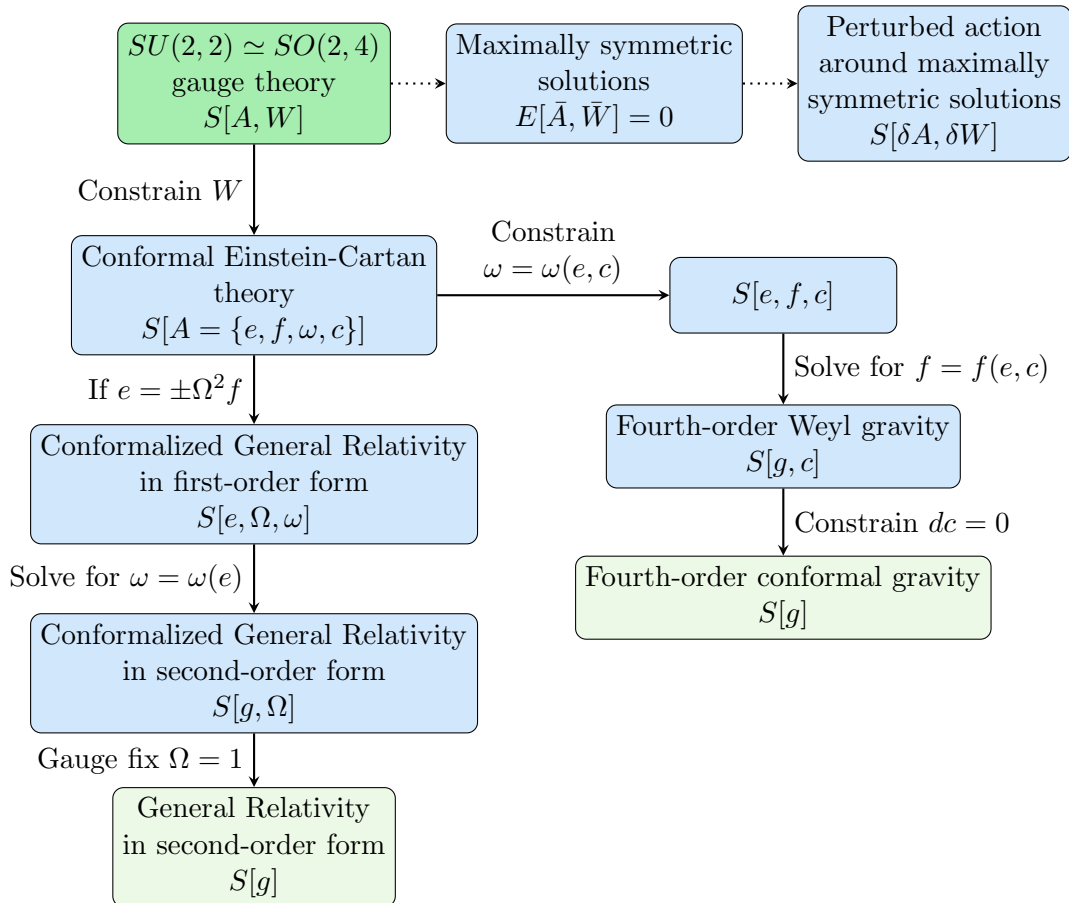 SU(2, 2) ≃ SO(2, 4)
gauge theory
S[A, W]
Maximally symmetric
solutions
E[Ā, W̄] = 0
Perturbed action
around maximally
symmetric solutions
S[δA, δW]
Constrain W
Conformal Einstein-Cartan
theory
S[A = {e, f, ω, c}]
Constrain
ω = ω(e, c)
S[e, f, c]
If e = ±Ω²f
Solve for f = f(e, c)
Conformalized General Relativity
in first-order form
S[e, Ω, ω]
Fourth-order Weyl gravity
S[g, c]
Solve for ω = ω(e)
Constrain dc = 0
Conformalized General Relativity
in second-order form
S[g, Ω]
Fourth-order conformal gravity
S[g]
Gauge fix Ω = 1
General Relativity
in second-order form
S[g]